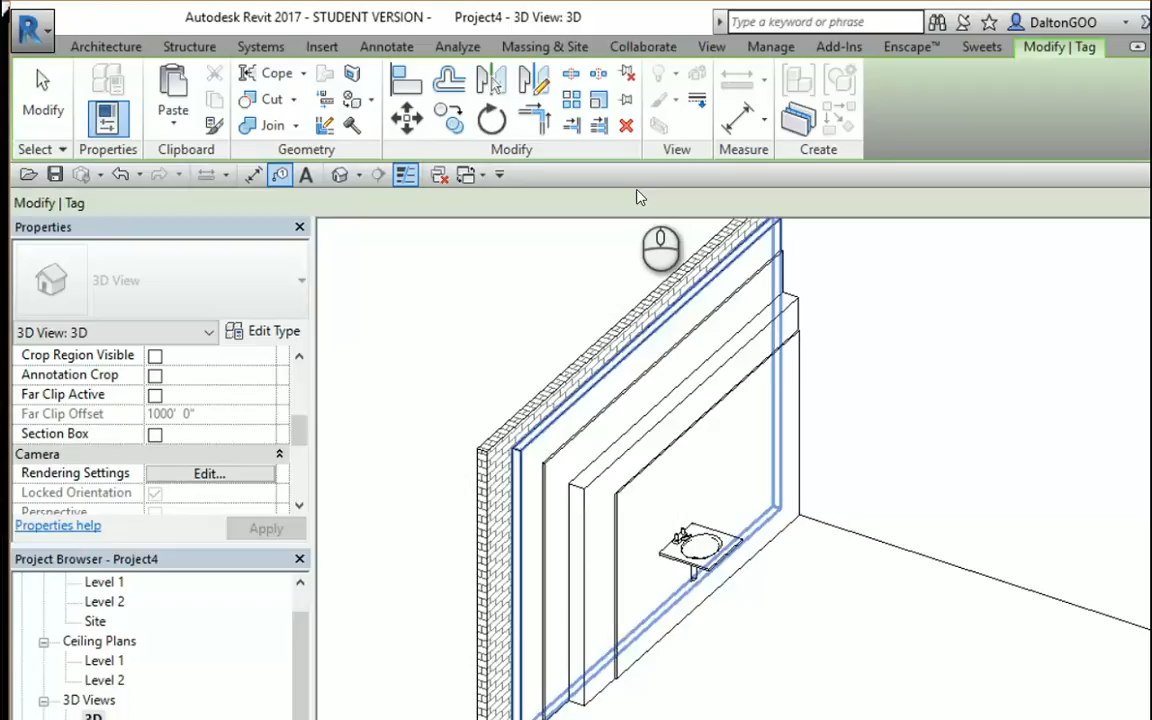 Autodesk Revit 2017 - STUDENT VERSION - Project4 - 3D View: 3D
Type a keyword or phrase
DaltonGOO
Architecture Structure Systems Insert Annotate Analyze Massing & Site Collaborate View Manage Add-Ins Enscape™ Sweets Modify | Tag
Modify
Paste
Cope
Cut
Join
Select Properties Clipboard Geometry Modify View Measure Create
Modify | Tag
Properties
3D View
3D View: 3D
Edit Type
Crop Region Visible
Annotation Crop
Far Clip Active
Far Clip Offset 1000' 0"
Section Box
Camera
Rendering Settings Edit...
Locked Orientation
Perspective
Properties help
Apply
Project Browser - Project4
Level 1
Level 2
Site
Ceiling Plans
Level 1
Level 2
3D Views
3D